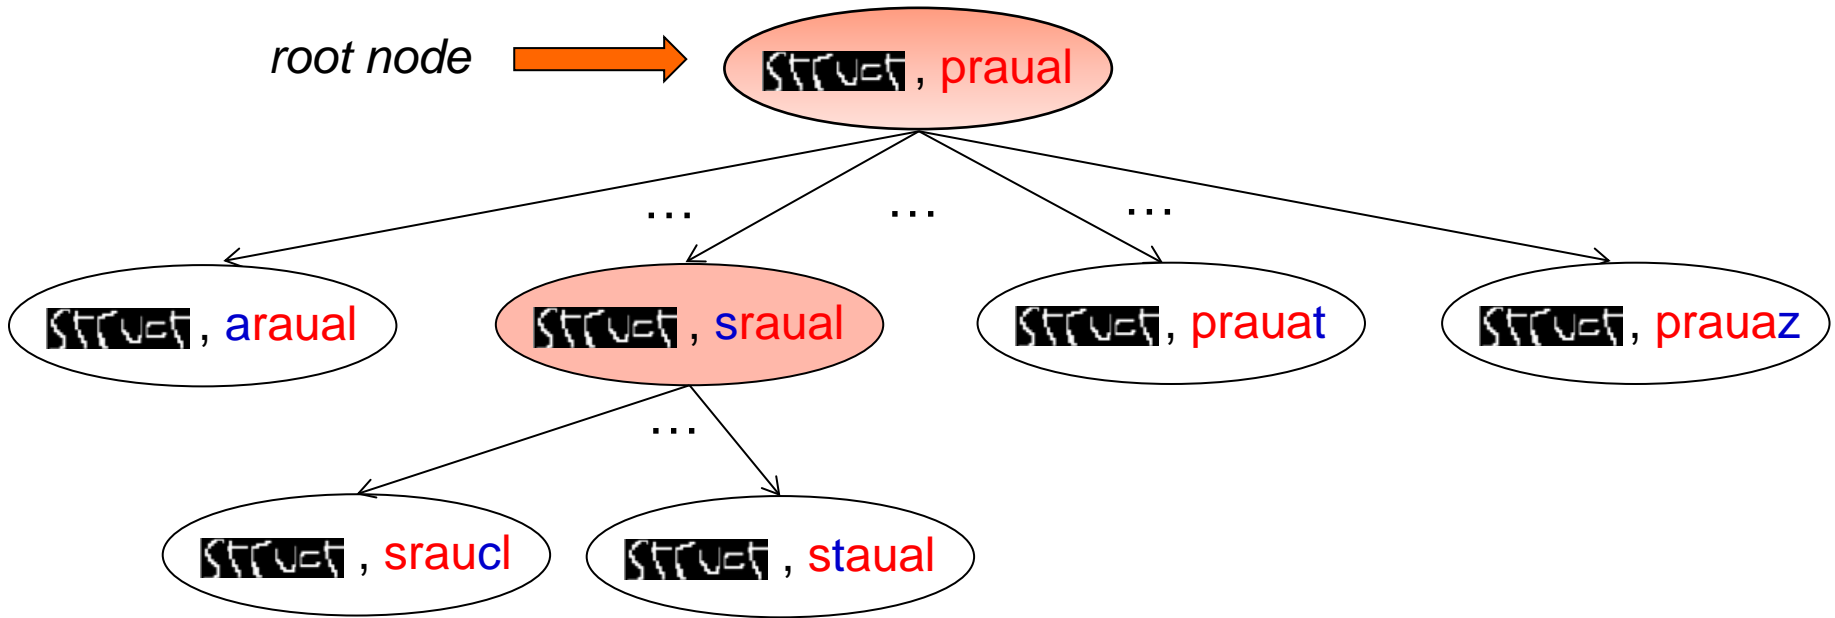 root node
Struct , praual
… … …
Struct , araual
Struct , sraual
Struct , prauat
Struct , prauaz
…
Struct , sraucl
Struct , staual